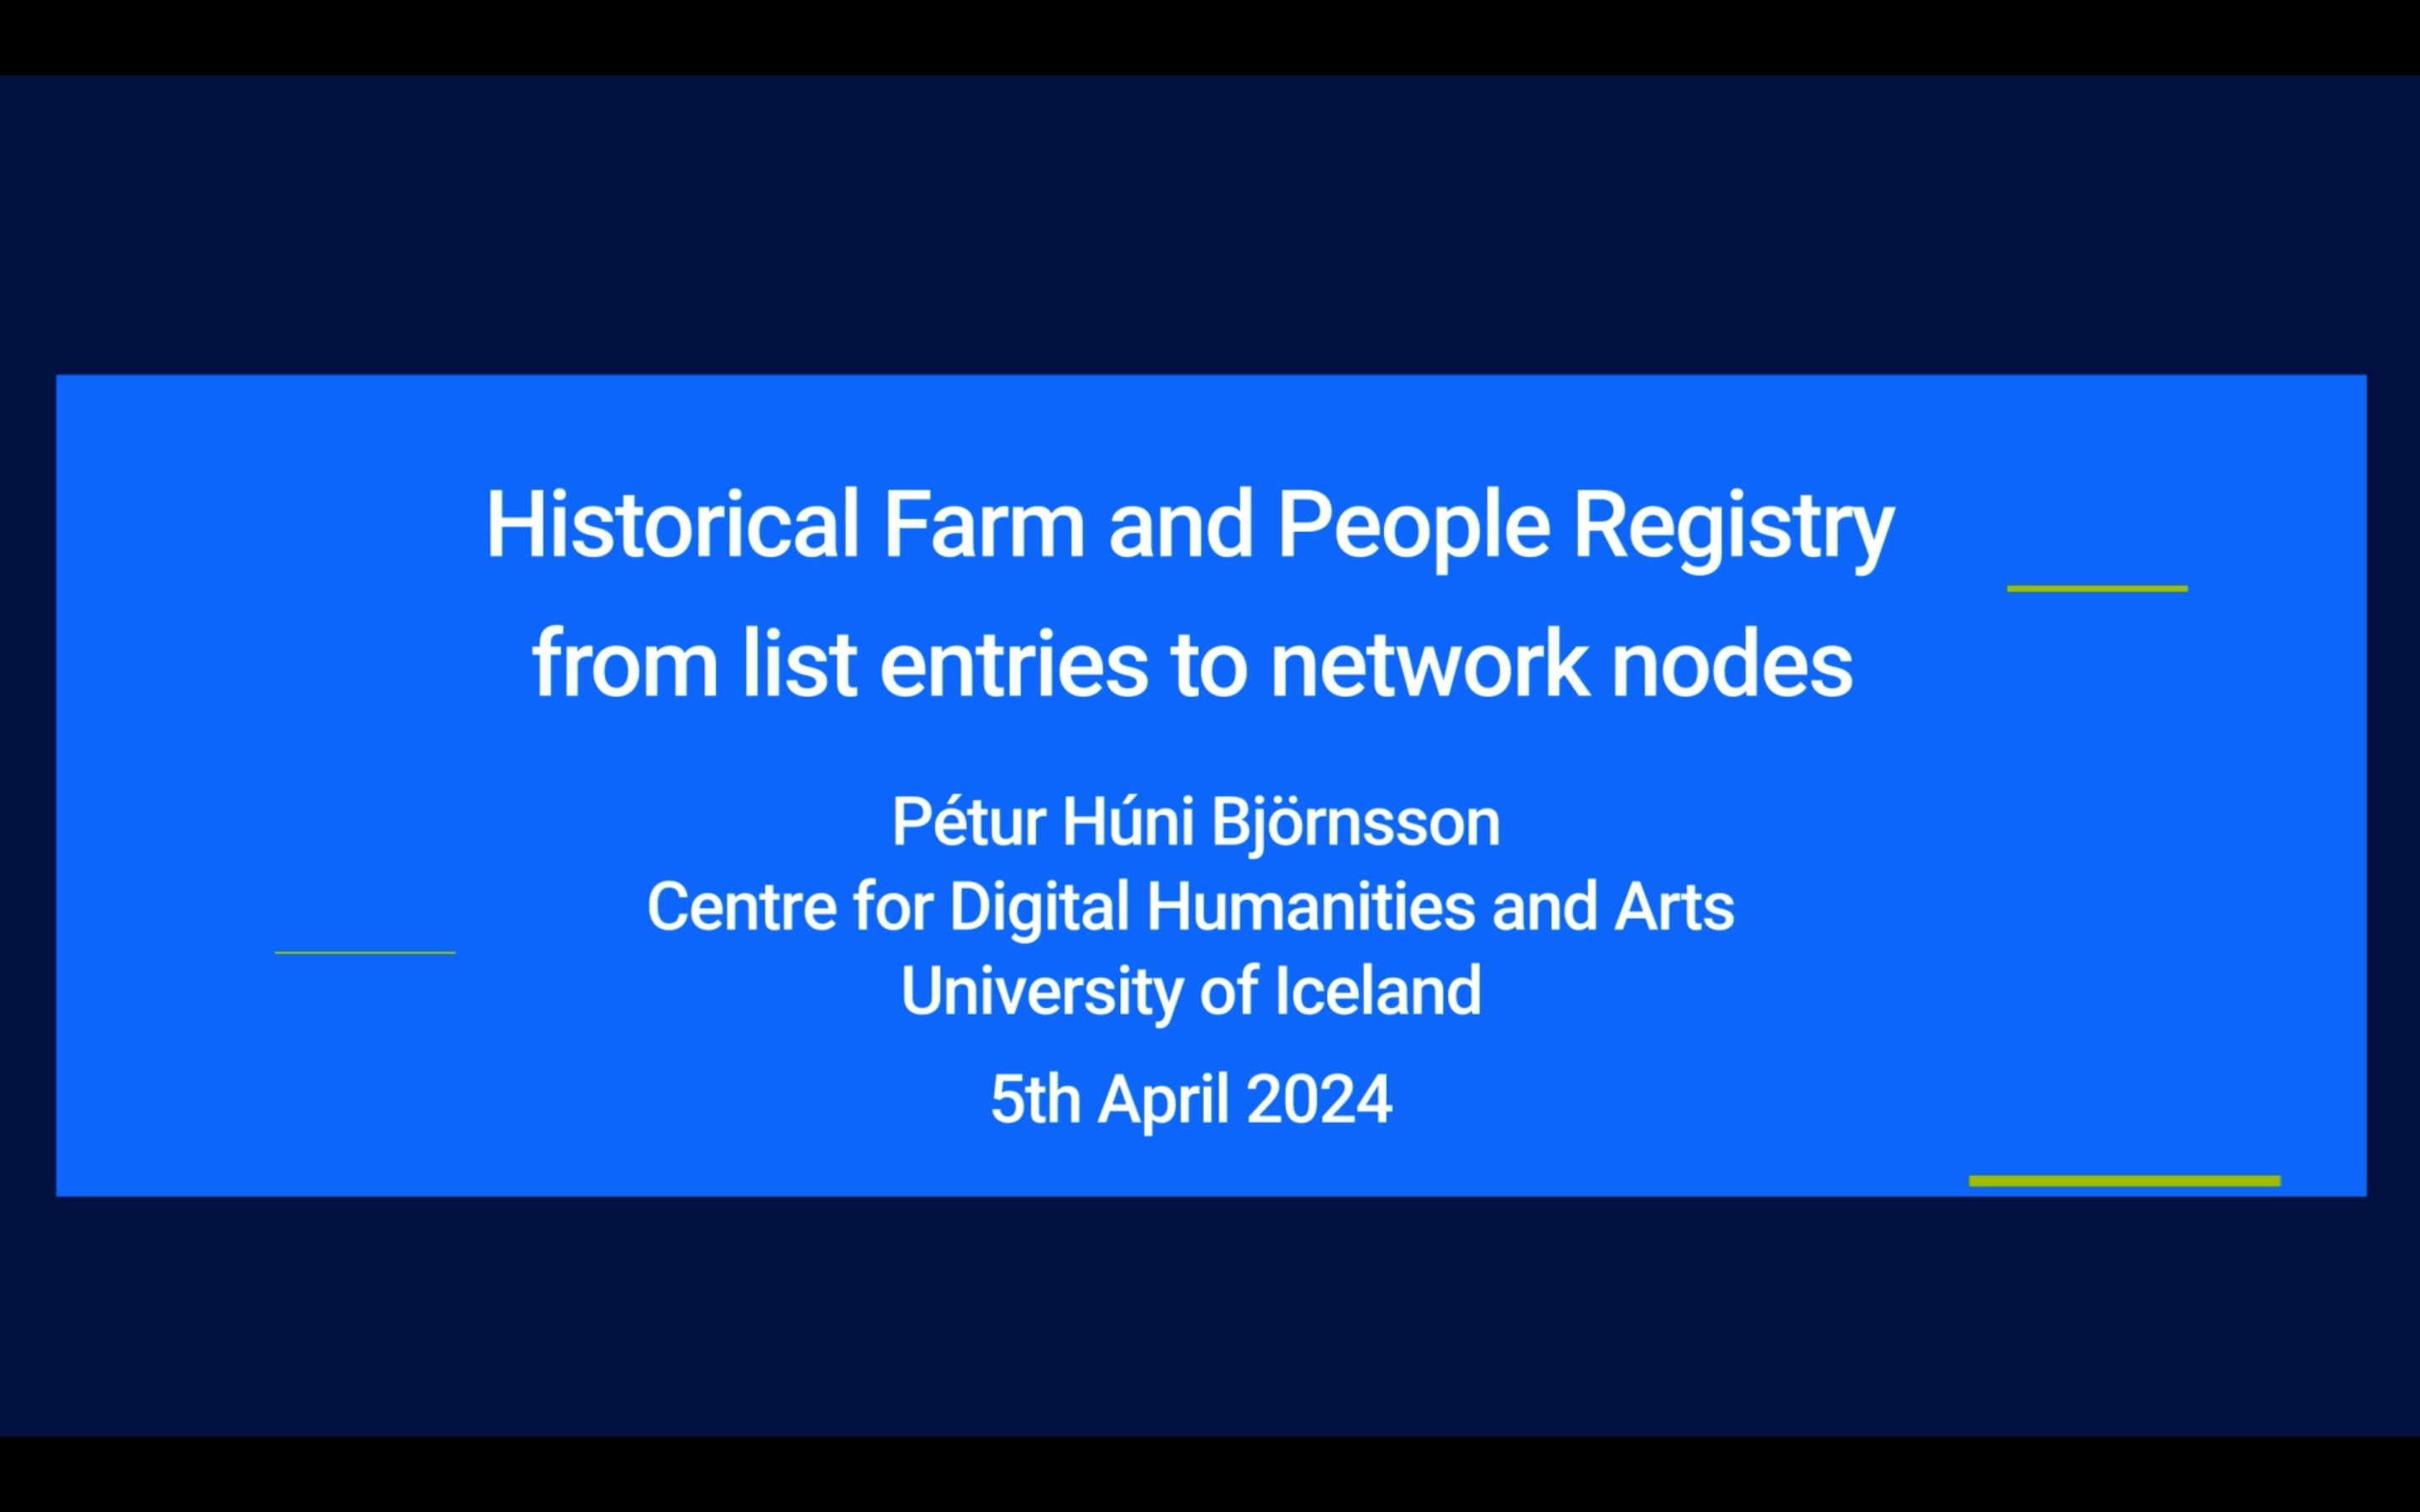 Historical Farm and People Registry
from list entries to network nodes
Pétur Húni Björnsson
Centre for Digital Humanities and Arts
University of Iceland
5th April 2024